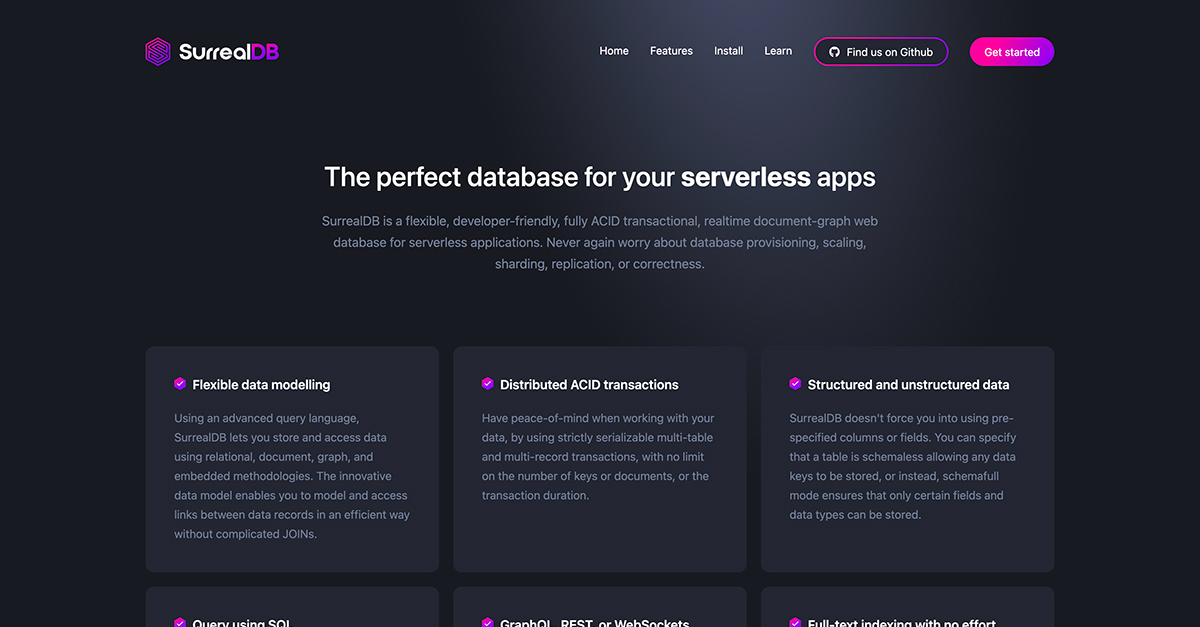 SurrealDB
Home
Features
Install
Learn
Find us on Github
Get started
The perfect database for your serverless apps
SurrealDB is a flexible, developer-friendly, fully ACID transactional, realtime document-graph web
database for serverless applications. Never again worry about database provisioning, scaling,
sharding, replication, or correctness.
Flexible data modelling
Using an advanced query language,
SurrealDB lets you store and access data
using relational, document, graph, and
embedded methodologies. The innovative
data model enables you to model and access
links between data records in an efficient way
without complicated JOINs.
Distributed ACID transactions
Have peace-of-mind when working with your
data, by using strictly serializable multi-table
and multi-record transactions, with no limit
on the number of keys or documents, or the
transaction duration.
Structured and unstructured data
SurrealDB doesn't force you into using pre-
specified columns or fields. You can specify
that a table is schemaless allowing any data
keys to be stored, or instead, schemafull
mode ensures that only certain fields and
data types can be stored.
Query using SQL
GraphQL, REST, or WebSockets
Full-text indexing with no effort